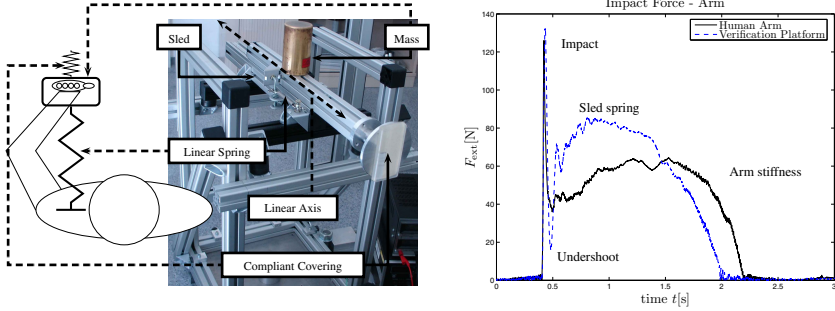 Sled
Mass
Linear Spring
Linear Axis
Compliant Covering
Impact Force - Arm
Human Arm
Verification Platform
Impact
Sled spring
Arm stiffness
Undershoot
F_ext[N]
140
120
100
80
60
40
20
0
0 0.5 1 1.5 2 2.5 3
time t[s]